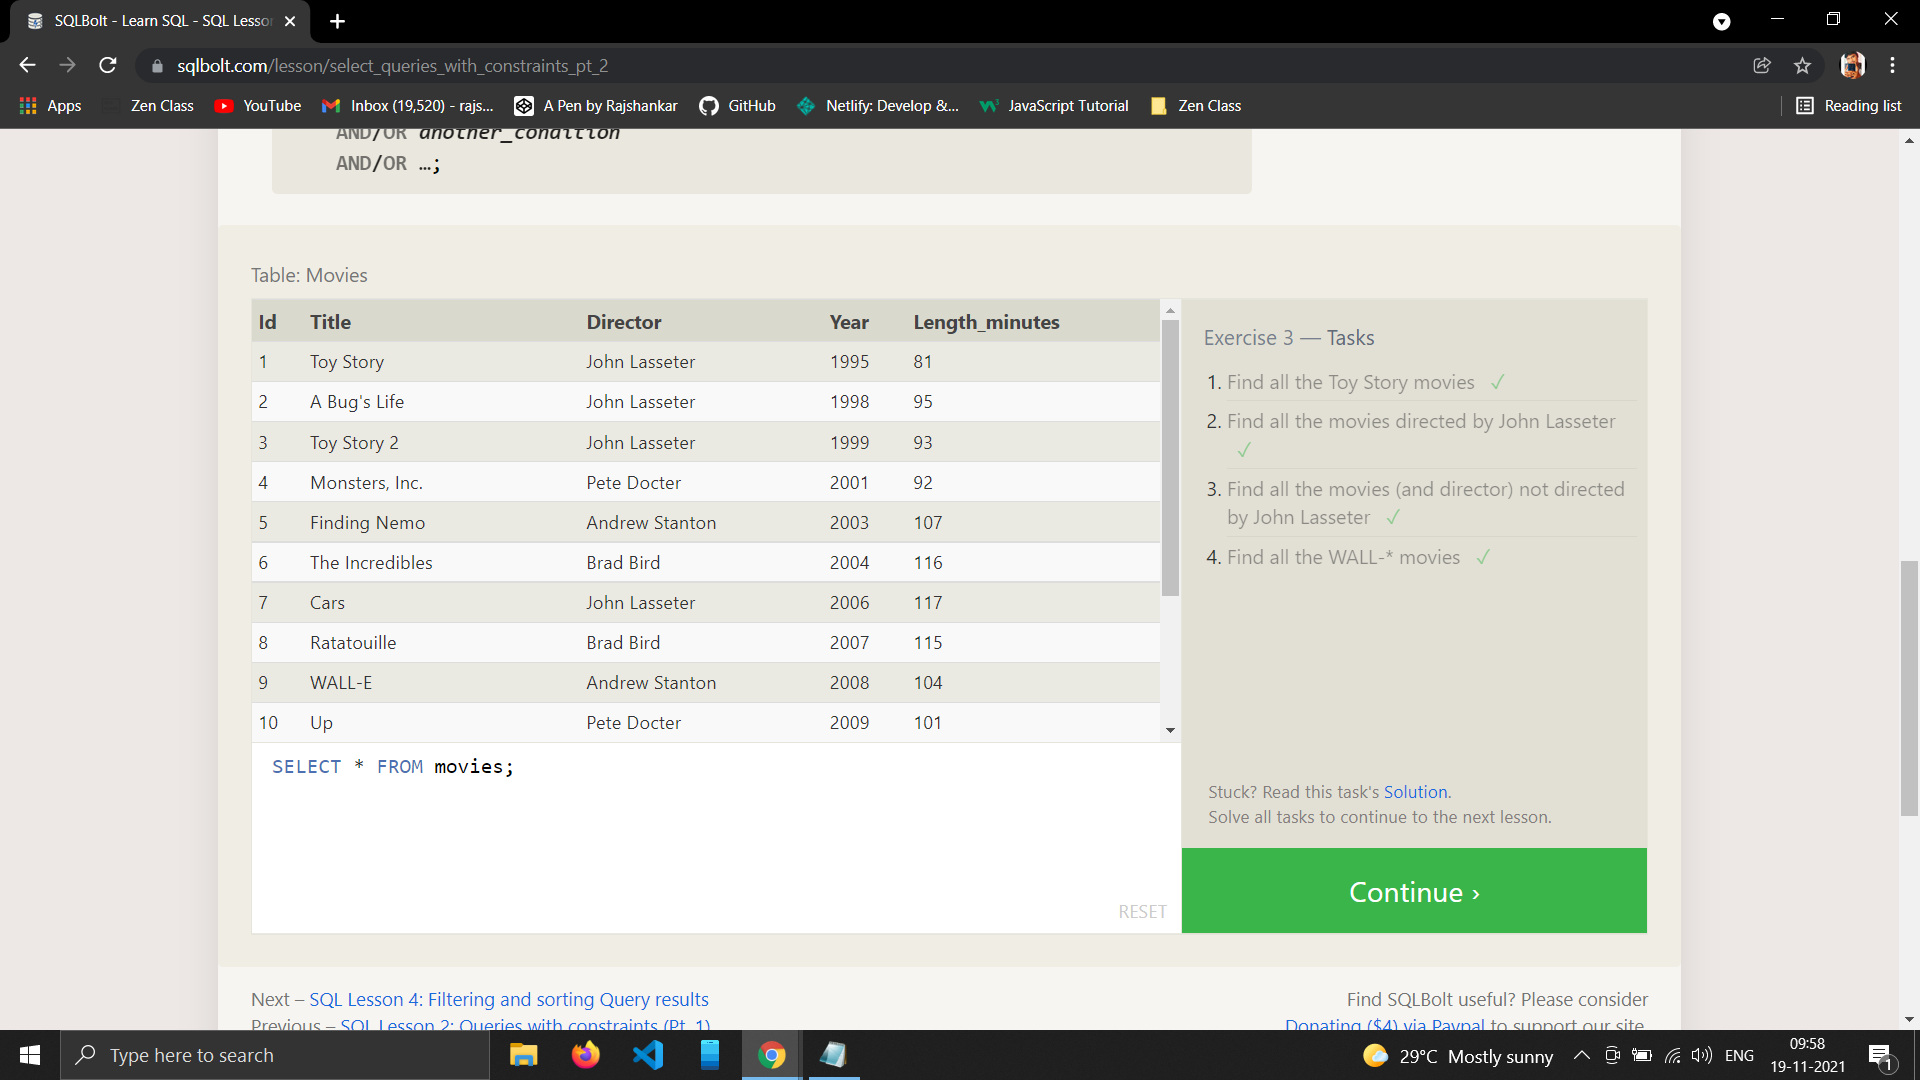 SQLBolt - Learn SQL - SQL Lesso
sqlbolt.com/lesson/select_queries_with_constraints_pt_2
Apps Zen Class YouTube Inbox (19,520) - rajs... A Pen by Rajshankar GitHub Netlify: Develop &... JavaScript Tutorial Zen Class Reading list
AND/OR another_condition
AND/OR …;
Table: Movies
Id Title Director Year Length_minutes
1 Toy Story John Lasseter 1995 81
2 A Bug's Life John Lasseter 1998 95
3 Toy Story 2 John Lasseter 1999 93
4 Monsters, Inc. Pete Docter 2001 92
5 Finding Nemo Andrew Stanton 2003 107
6 The Incredibles Brad Bird 2004 116
7 Cars John Lasseter 2006 117
8 Ratatouille Brad Bird 2007 115
9 WALL-E Andrew Stanton 2008 104
10 Up Pete Docter 2009 101
SELECT * FROM movies;
RESET
Exercise 3 — Tasks
1. Find all the Toy Story movies ✓
2. Find all the movies directed by John Lasseter
✓
3. Find all the movies (and director) not directed
by John Lasseter ✓
4. Find all the WALL-* movies ✓
Stuck? Read this task's Solution.
Solve all tasks to continue to the next lesson.
Continue ›
Next – SQL Lesson 4: Filtering and sorting Query results
Previous – SQL Lesson 2: Queries with constraints (Pt. 1)
Find SQLBolt useful? Please consider
Donating ($4) via Paypal to support our site.
Type here to search
29°C Mostly sunny
ENG
09:58
19-11-2021
1